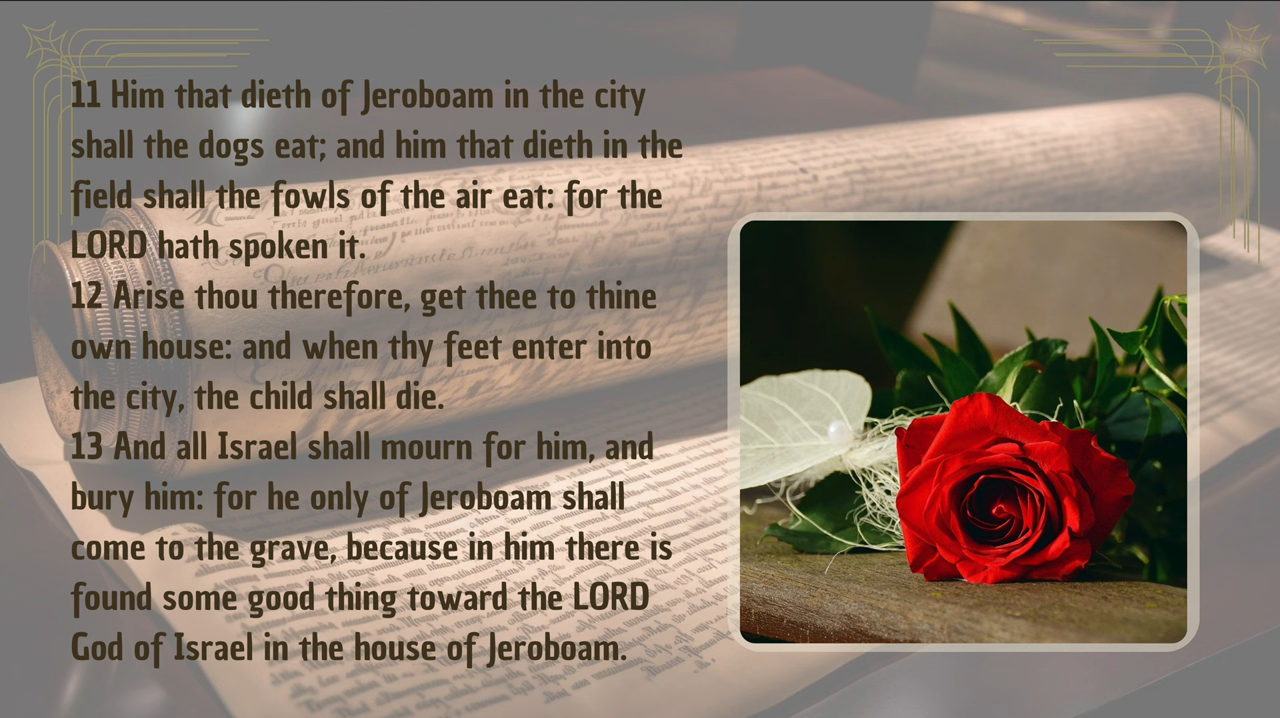 11 Him that dieth of Jeroboam in the city
shall the dogs eat; and him that dieth in the
field shall the fowls of the air eat: for the
LORD hath spoken it.
12 Arise thou therefore, get thee to thine
own house: and when thy feet enter into
the city, the child shall die.
13 And all Israel shall mourn for him, and
bury him: for he only of Jeroboam shall
come to the grave, because in him there is
found some good thing toward the LORD
God of Israel in the house of Jeroboam.